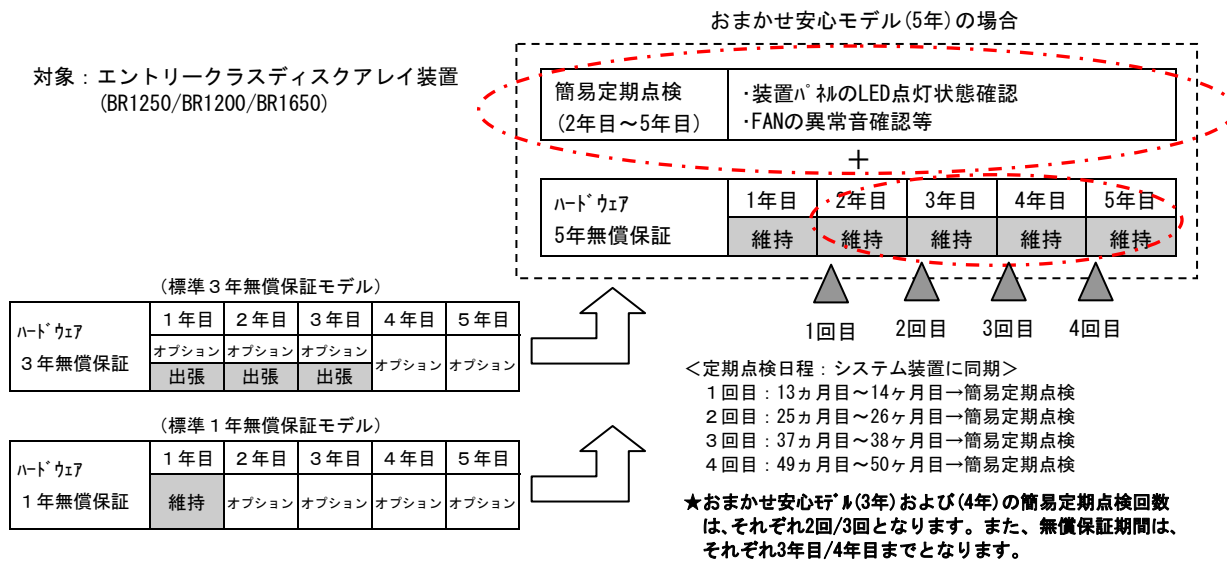 おまかせ安心モデル(5年)の場合
対象：エントリークラスディスクアレイ装置
(BR1250/BR1200/BR1650)
簡易定期点検
(2年目～5年目)
・装置ﾊﾟﾈﾙのLED点灯状態確認
・FANの異常音確認等
＋
ﾊｰﾄﾞｳｪｱ
5年無償保証
1年目 2年目 3年目 4年目 5年目
維持 維持 維持 維持 維持
1回目 2回目 3回目 4回目
(標準３年無償保証モデル)
ﾊｰﾄﾞｳｪｱ
３年無償保証
１年目 ２年目 ３年目 ４年目 ５年目
オプション オプション オプション オプション オプション
出張 出張 出張
(標準１年無償保証モデル)
ﾊｰﾄﾞｳｪｱ
１年無償保証
１年目 ２年目 ３年目 ４年目 ５年目
維持 オプション オプション オプション オプション
＜定期点検日程：システム装置に同期＞
１回目：13ヵ月目～14ヶ月目→簡易定期点検
２回目：25ヵ月目～26ヶ月目→簡易定期点検
３回目：37ヵ月目～38ヶ月目→簡易定期点検
４回目：49ヵ月目～50ヶ月目→簡易定期点検
★おまかせ安心ﾓﾃﾞﾙ(3年)および(4年)の簡易定期点検回数
は、それぞれ2回/3回となります。また、無償保証期間は、
それぞれ3年目/4年目までとなります。